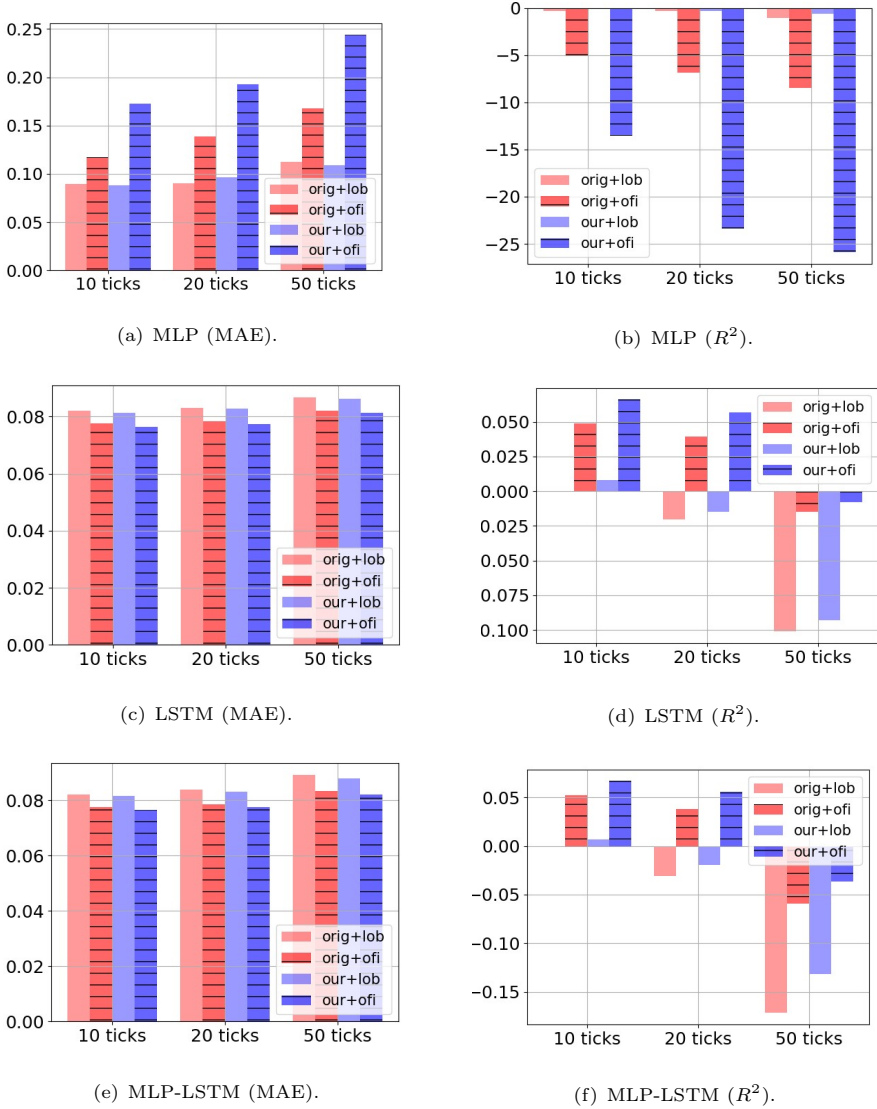 0.25
0.20
0.15
0.10
0.05
0.00
10 ticks 20 ticks 50 ticks
orig+lob
orig+ofi
our+lob
our+ofi
(a) MLP (MAE).
0
−5
−10
−15
−20
−25
10 ticks 20 ticks 50 ticks
orig+lob
orig+ofi
our+lob
our+ofi
(b) MLP (R²).
0.08
0.06
0.04
0.02
0.00
10 ticks 20 ticks 50 ticks
orig+lob
orig+ofi
our+lob
our+ofi
(c) LSTM (MAE).
0.050
0.025
0.000
0.025
0.050
0.075
0.100
10 ticks 20 ticks 50 ticks
orig+lob
orig+ofi
our+lob
our+ofi
(d) LSTM (R²).
0.08
0.06
0.04
0.02
0.00
10 ticks 20 ticks 50 ticks
orig+lob
orig+ofi
our+lob
our+ofi
(e) MLP-LSTM (MAE).
0.05
0.00
−0.05
−0.10
−0.15
10 ticks 20 ticks 50 ticks
orig+lob
orig+ofi
our+lob
our+ofi
(f) MLP-LSTM (R²).